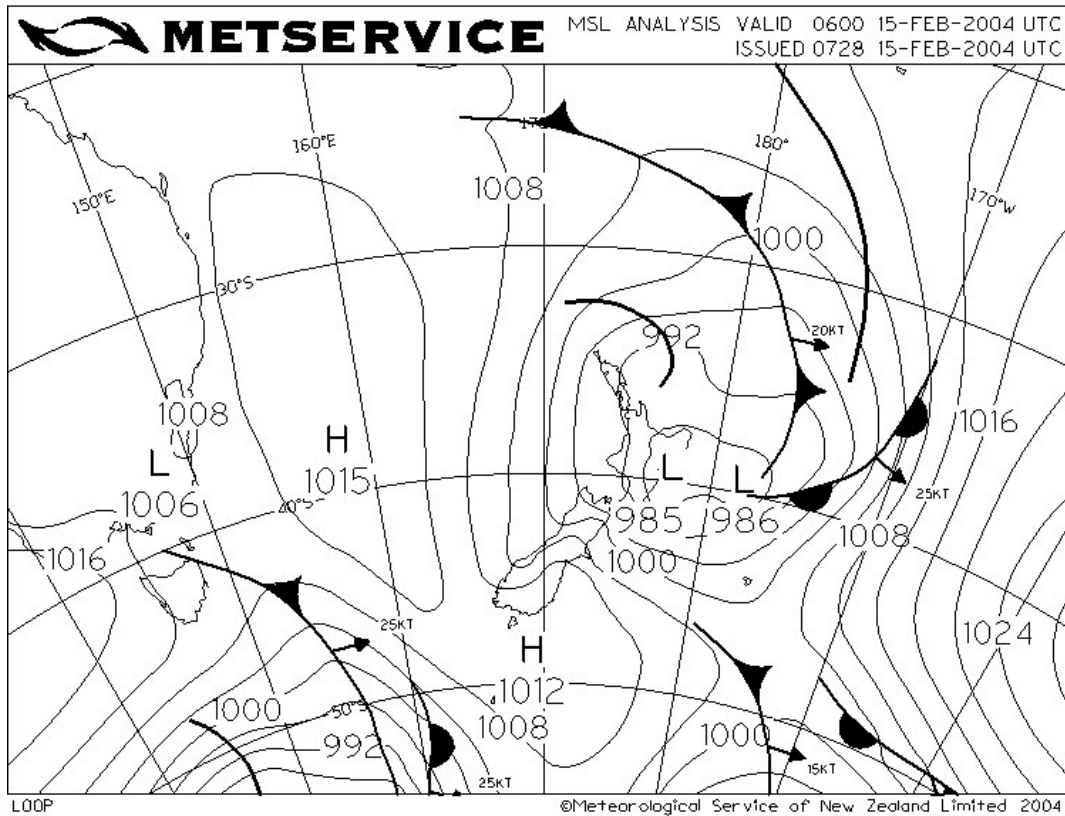 METSERVICE
MSL ANALYSIS VALID 0600 15-FEB-2004 UTC
ISSUED 0728 15-FEB-2004 UTC
160°E
180°
150°E
1008
170°W
1000
30°S
20KT
992
1008
H
1015
1016
L
1006
L
L
25KT
40°S
985
986
1008
1016
1000
25KT
1024
H
1012
50°S
1000
1008
1000
992
25KT
15KT
LOOP
©Meteorological Service of New Zealand Limited 2004